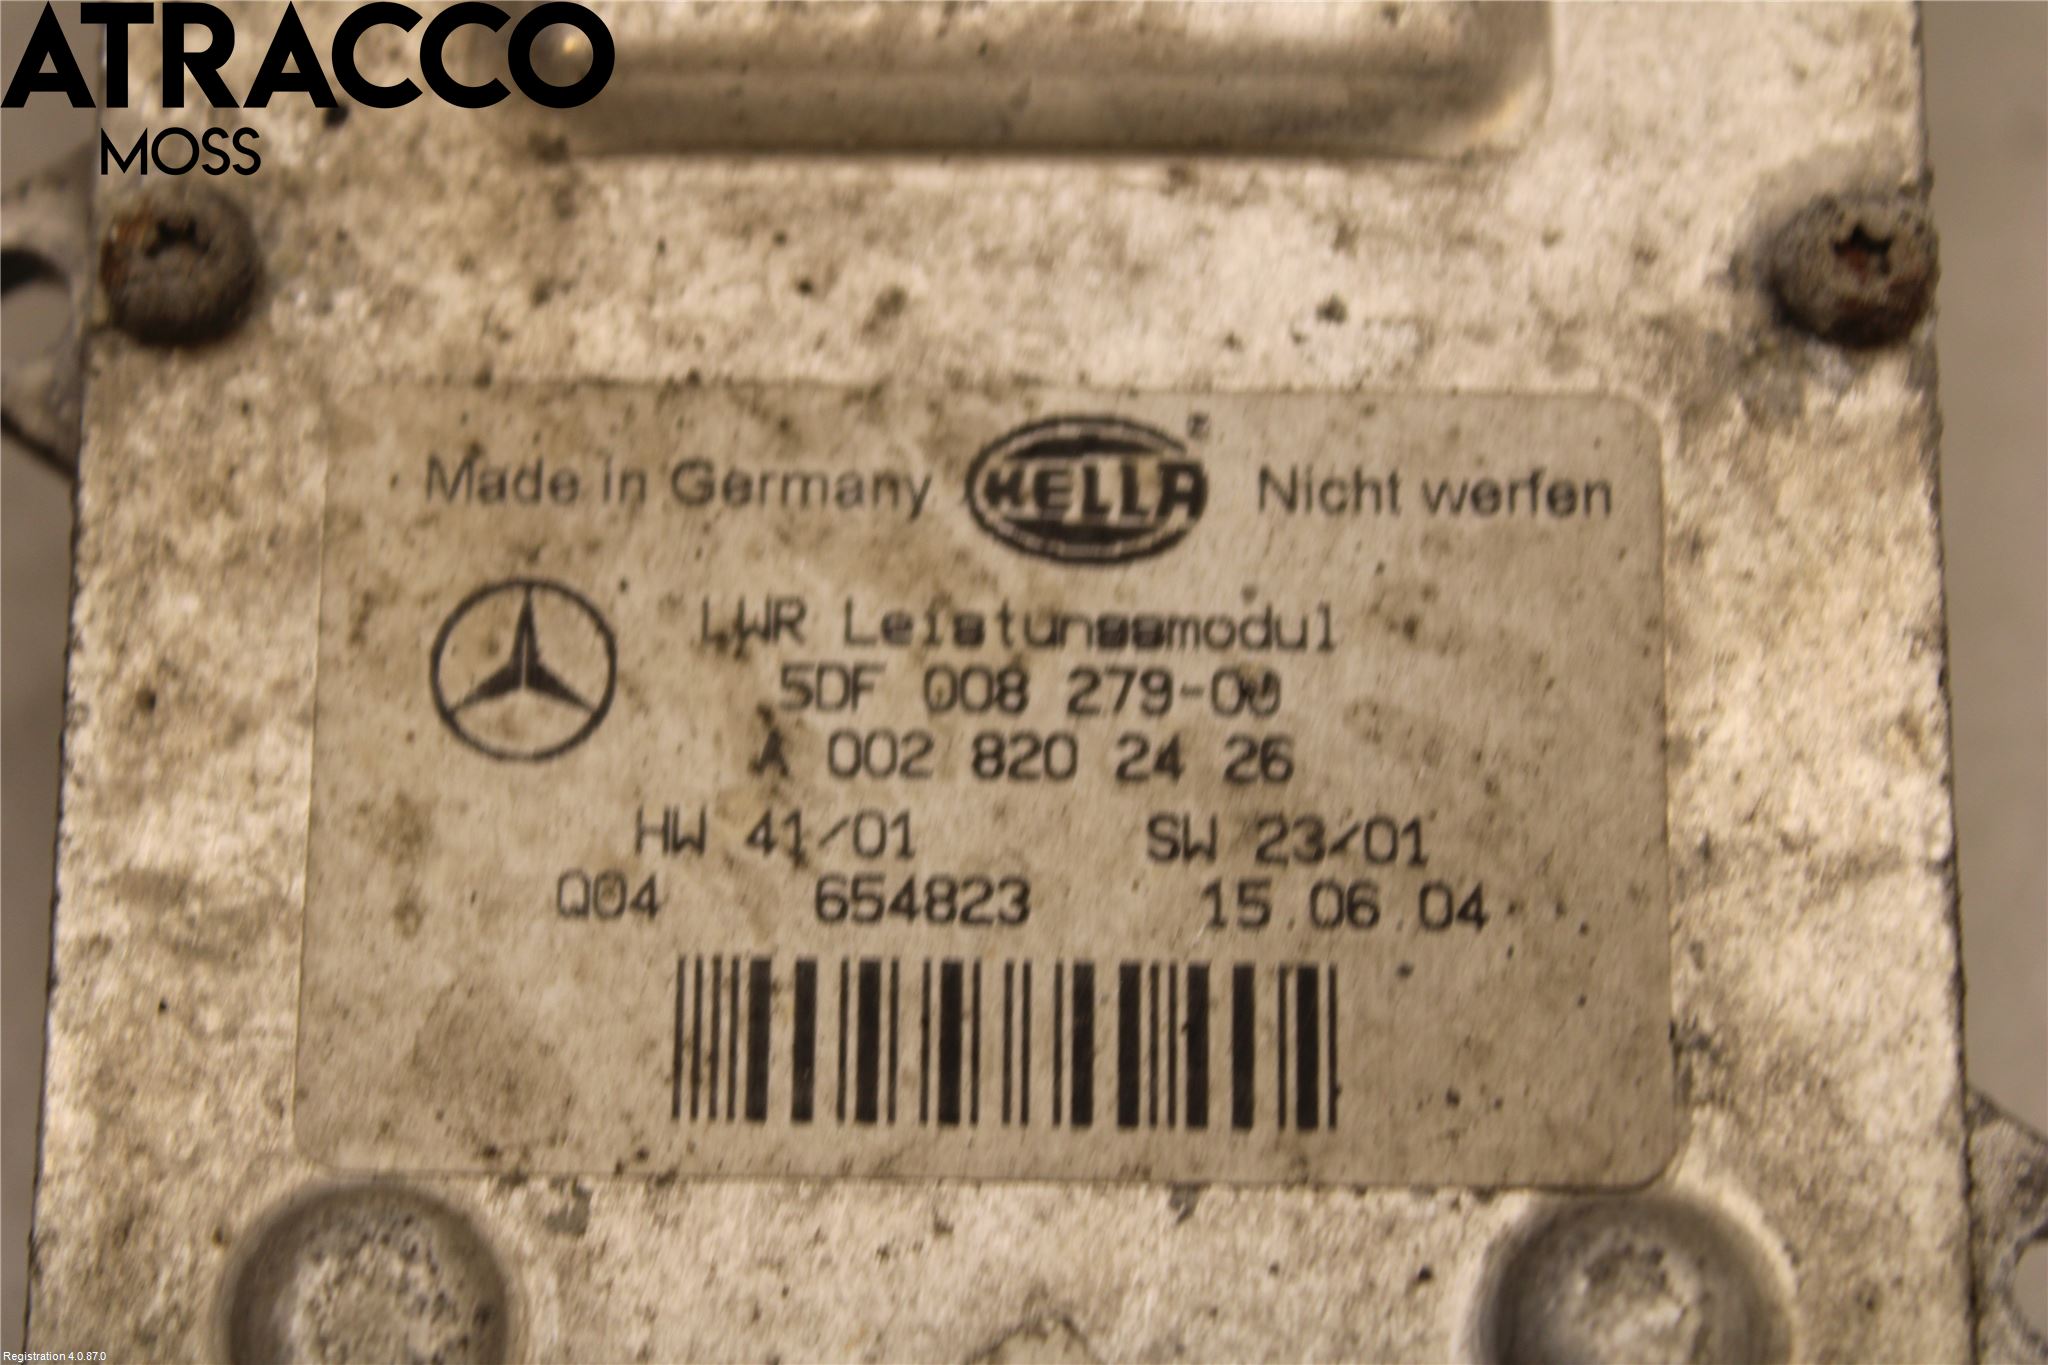 ATRACCO
MOSS
Made in Germany HELLA Nicht werfen
LWR Leistungsmodul
5DF 008 279-00
A 002 820 24 26
HW 41/01 SW 23/01
Q04 654823 15.06.04
Registration 4.0.87.0